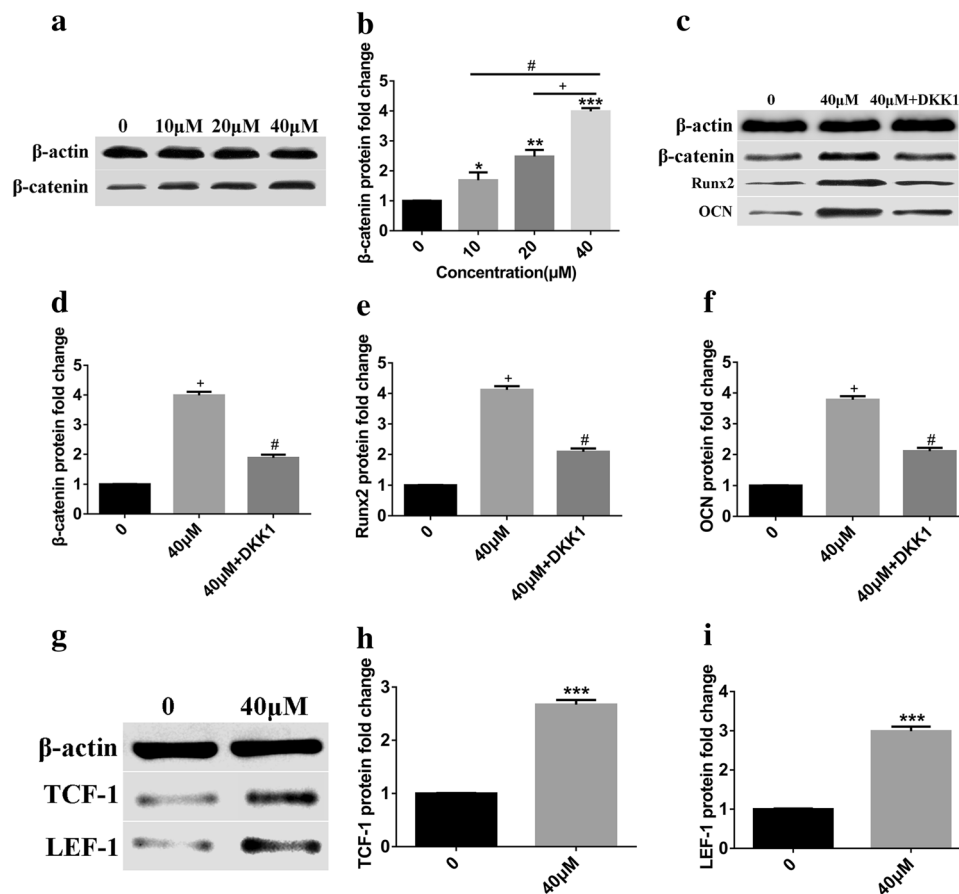 a
0 10μM 20μM 40μM
β-actin
β-catenin
b
β-catenin protein fold change
5
4
3
2
1
0
#
+
*
**
***
0 10 20 40
Concentration(μM)
c
0 40μM 40μM+DKK1
β-actin
β-catenin
Runx2
OCN
d
β-catenin protein fold change
5
4
3
2
1
0
+
#
0 40μM 40μM+DKK1
e
Runx2 protein fold change
5
4
3
2
1
0
+
#
0 40μM 40μM+DKK1
f
OCN protein fold change
5
4
3
2
1
0
+
#
0 40μM 40μM+DKK1
g
0 40μM
β-actin
TCF-1
LEF-1
h
TCF-1 protein fold change
3
2
1
0
***
0 40μM
i
LEF-1 protein fold change
4
3
2
1
0
***
0 40μM